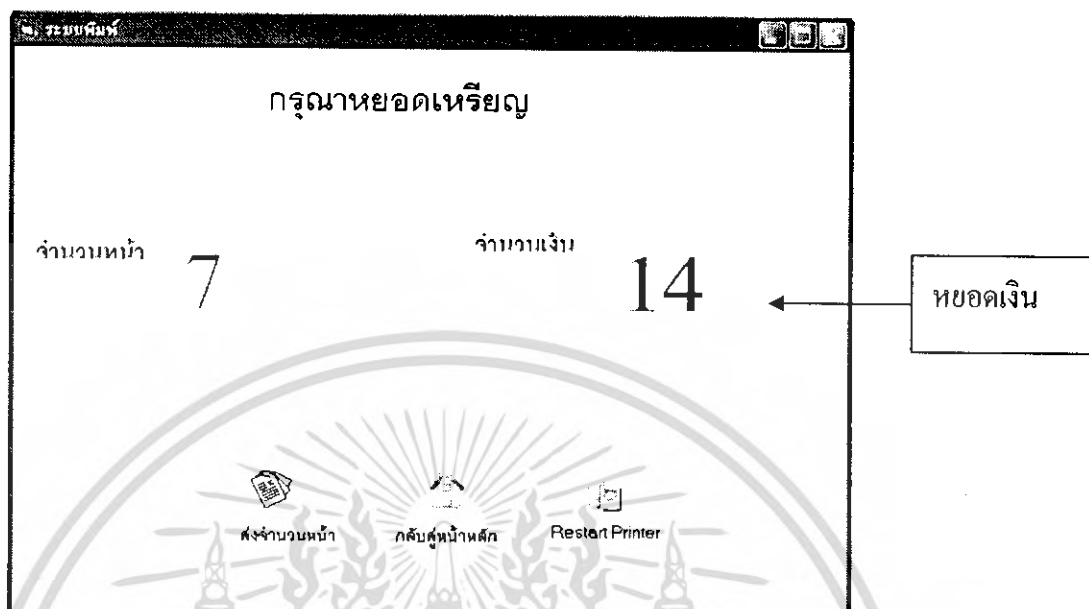 ระบบพิมพ์
กรุณาหยอดเหรียญ
จำนวนหน้า 7 จำนวนเงิน 14
หยอดเงิน
ส่งจำนวนหน้า กลับสู่หน้าหลัก Restart Printer